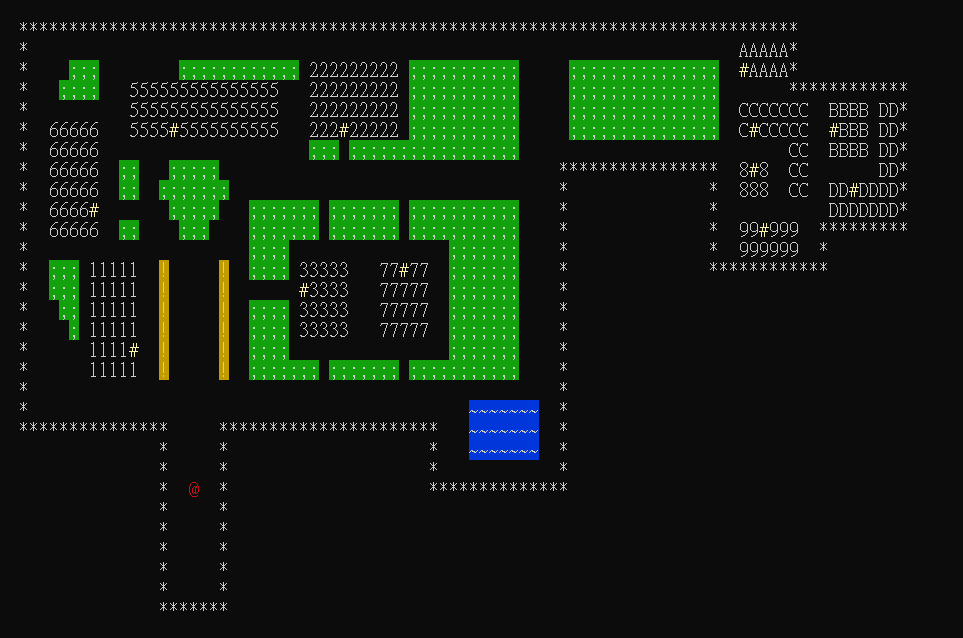 ******************************************************************************
*                                                                       AAAAA*
*    ;;;        ;;;;;;;;;;;; 222222222 ;;;;;;;;;;;     ;;;;;;;;;;;;;;;  #AAAA*
*   ;;;;   555555555555555   222222222 ;;;;;;;;;;;     ;;;;;;;;;;;;;;;       ************
*          555555555555555   222222222 ;;;;;;;;;;;     ;;;;;;;;;;;;;;;  CCCCCCC  BBBB DD*
*  66666   5555#5555555555   222#22222 ;;;;;;;;;;;     ;;;;;;;;;;;;;;;  C#CCCCC  #BBB DD*
*  66666                     ;;; ;;;;;;;;;;;;;;;;;                           CC  BBBB DD*
*  66666  ;;   ;;;;;                                  ****************  8#8  CC       DD*
*  66666  ;;  ;;;;;;;                                 *              *  888  CC  DD#DDDD*
*  6666#       ;;;;;   ;;;;;;; ;;;;;;; ;;;;;;;;;;;    *              *           DDDDDDD*
*  66666  ;;    ;;;    ;;;;;;; ;;;;;;; ;;;;;;;;;;;    *              *  99#999  *********
*                      ;;;;                ;;;;;;;    *              *  999999  *
*  ;;; 11111  |     |  ;;;; 33333   77#77  ;;;;;;;    *              ************
*  ;;; 11111  |     |       #3333   77777  ;;;;;;;    *
*   ;; 11111  |     |  ;;;; 33333   77777  ;;;;;;;    *
*    ; 11111  |     |  ;;;; 33333   77777  ;;;;;;;    *
*      1111#  |     |  ;;;;                ;;;;;;;    *
*      11111  |     |  ;;;;;;; ;;;;;;; ;;;;;;;;;;;    *
*                                                     *
*                                           ~~~~~~~   *
***************     **********************   ~~~~~~~   *
              *     *                    *   ~~~~~~~   *
              *     *                    *             *
              *  @  *                    **************
              *     *
              *     *
              *     *
              *     *
              *     *
              *******